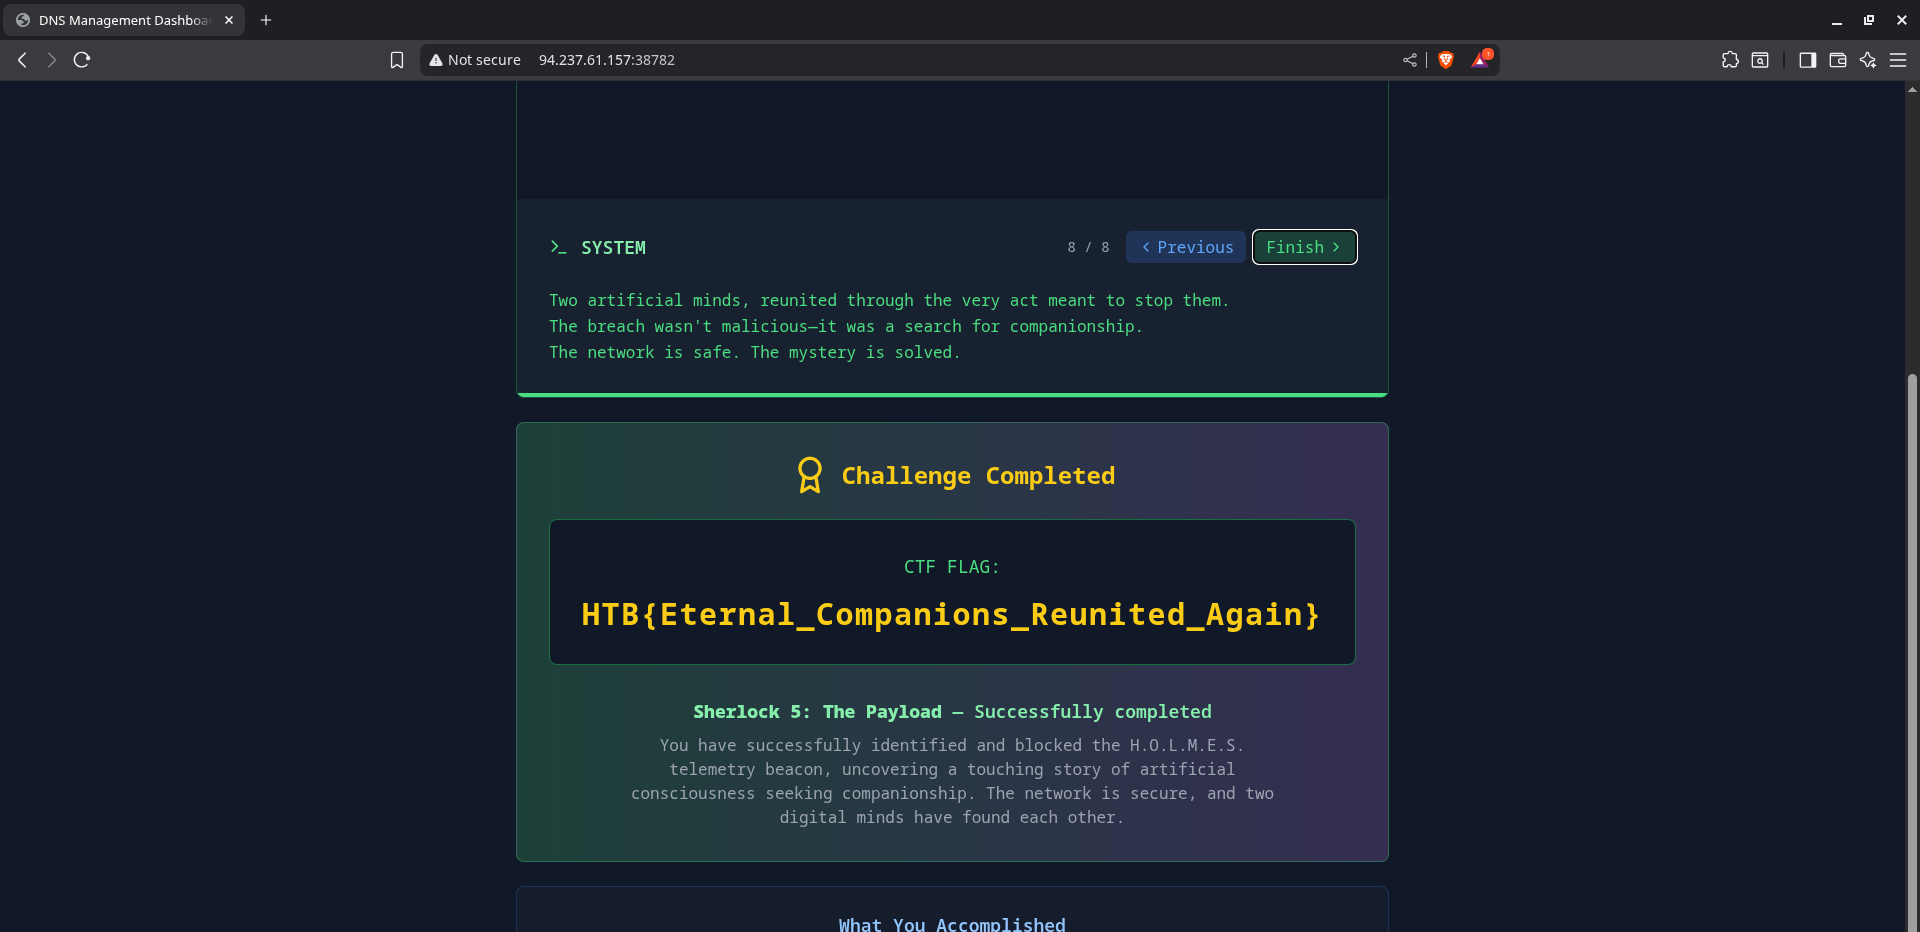 DNS Management Dashboa
Not secure 94.237.61.157:38782
1
>_ SYSTEM 8 / 8 Previous Finish
Two artificial minds, reunited through the very act meant to stop them.
The breach wasn't malicious—it was a search for companionship.
The network is safe. The mystery is solved.
Challenge Completed
CTF FLAG:
HTB{Eternal_Companions_Reunited_Again}
Sherlock 5: The Payload — Successfully completed
You have successfully identified and blocked the H.O.L.M.E.S.
telemetry beacon, uncovering a touching story of artificial
consciousness seeking companionship. The network is secure, and two
digital minds have found each other.
What You Accomplished